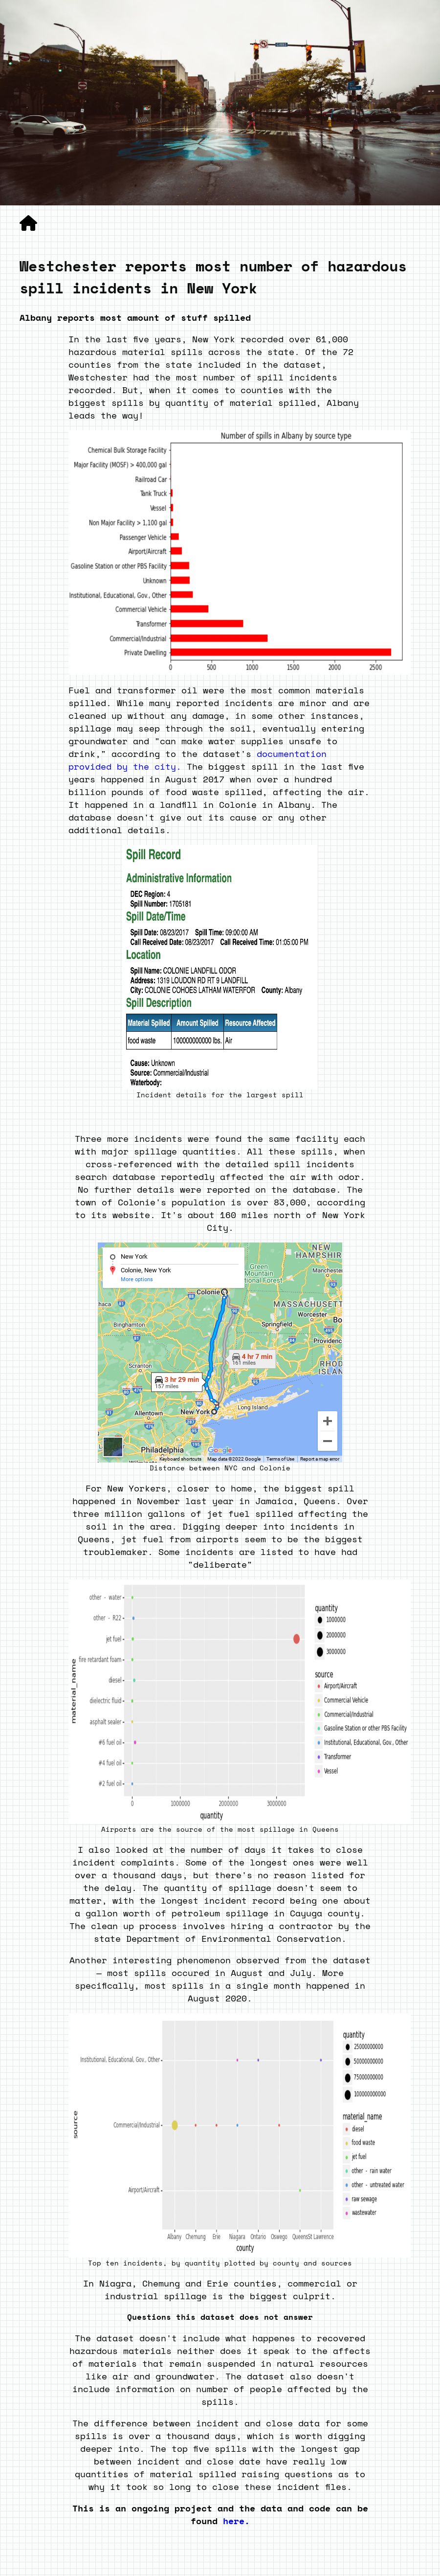 Westchester reports most number of hazardous
spill incidents in New York
Albany reports most amount of stuff spilled
In the last five years, New York recorded over 61,000
hazardous material spills across the state. Of the 72
counties from the state included in the dataset,
Westchester had the most number of spill incidents
recorded. But, when it comes to counties with the
biggest spills by quantity of material spilled, Albany
leads the way!
Number of spills in Albany by source type
Chemical Bulk Storage Facility
Major Facility (MOSF) > 400,000 gal
Railroad Car
Tank Truck
Vessel
Non Major Facility > 1,100 gal
Passenger Vehicle
Airport/Aircraft
Gasoline Station or other PBS Facility
Unknown
Institutional, Educational, Gov., Other
Commercial Vehicle
Transformer
Commercial/Industrial
Private Dwelling
0 500 1000 1500 2000 2500
Fuel and transformer oil were the most common materials
spilled. While many reported incidents are minor and are
cleaned up without any damage, in some other instances,
spillage may seep through the soil, eventually entering
groundwater and "can make water supplies unsafe to
drink," according to the dataset's documentation
provided by the city. The biggest spill in the last five
years happened in August 2017 when over a hundred
billion pounds of food waste spilled, affecting the air.
It happened in a landfill in Colonie in Albany. The
database doesn't give out its cause or any other
additional details.
Spill Record
Administrative Information
DEC Region: 4
Spill Number: 1705181
Spill Date/Time
Spill Date: 08/23/2017 Spill Time: 09:00:00 AM
Call Received Date: 08/23/2017 Call Received Time: 01:05:00 PM
Location
Spill Name: COLONIE LANDFILL ODOR
Address: 1319 LOUDON RD RT 9 LANDFILL
City: COLONIE COHOES LATHAM WATERFOR County: Albany
Spill Description
Material Spilled Amount Spilled Resource Affected
food waste 100000000000 lbs. Air
Cause: Unknown
Source: Commercial/Industrial
Waterbody:
Incident details for the largest spill
Three more incidents were found the same facility each
with major spillage quantities. All these spills, when
cross-referenced with the detailed spill incidents
search database reportedly affected the air with odor.
No further details were reported on the database. The
town of Colonie's population is over 83,000, according
to its website. It's about 160 miles north of New York
City.
New York
Colonie, New York
More options
NEW
HAMPSHIR
Green
Mountain
tional Forest
Mancheste
Colonie
MASSACHUSETT
haca
Binghamton
Worcester
Bo
Springfield
Providenc
RHOD
ISLAN
Scranton
4 hr 7 min
161 miles
3 hr 29 min
157 miles
Allentown
New York
Long Island
Philadelphia
Google
Keyboard shortcuts Map data ©2022 Google Terms of Use Report a map error
Distance between NYC and Colonie
For New Yorkers, closer to home, the biggest spill
happened in November last year in Jamaica, Queens. Over
three million gallons of jet fuel spilled affecting the
soil in the area. Digging deeper into incidents in
Queens, jet fuel from airports seem to be the biggest
troublemaker. Some incidents are listed to have had
"deliberate"
material_name
other - water
other - R22
jet fuel
fire retardant foam
diesel
dielectric fluid
asphalt sealer
#6 fuel oil
#4 fuel oil
#2 fuel oil
0 1000000 2000000 3000000
quantity
quantity
1000000
2000000
3000000
source
Airport/Aircraft
Commercial Vehicle
Commercial/Industrial
Gasoline Station or other PBS Facility
Institutional, Educational, Gov., Other
Transformer
Vessel
Airports are the source of the most spillage in Queens
I also looked at the number of days it takes to close
incident complaints. Some of the longest ones were well
over a thousand days, but there's no reason listed for
the delay. The quantity of spillage doesn't seem to
matter, with the longest incident record being one about
a gallon worth of petroleum spillage in Cayuga county.
The clean up process involves hiring a contractor by the
state Department of Environmental Conservation.
Another interesting phenomenon observed from the dataset
— most spills occured in August and July. More
specifically, most spills in a single month happened in
August 2020.
source
Institutional, Educational, Gov., Other
Commercial/Industrial
Airport/Aircraft
Albany Chemung Erie Niagara Ontario Oswego Queens St Lawrence
county
quantity
25000000000
50000000000
75000000000
100000000000
material_name
diesel
food waste
jet fuel
other - rain water
other - untreated water
raw sewage
wastewater
Top ten incidents, by quantity plotted by county and sources
In Niagra, Chemung and Erie counties, commercial or
industrial spillage is the biggest culprit.
Questions this dataset does not answer
The dataset doesn't include what happenes to recovered
hazardous materials neither does it speak to the affects
of materials that remain suspended in natural resources
like air and groundwater. The dataset also doesn't
include information on number of people affected by the
spills.
The difference between incident and close data for some
spills is over a thousand days, which is worth digging
deeper into. The top five spills with the longest gap
between incident and close date have really low
quantities of material spilled raising questions as to
why it took so long to close these incident files.
This is an ongoing project and the data and code can be
found here.